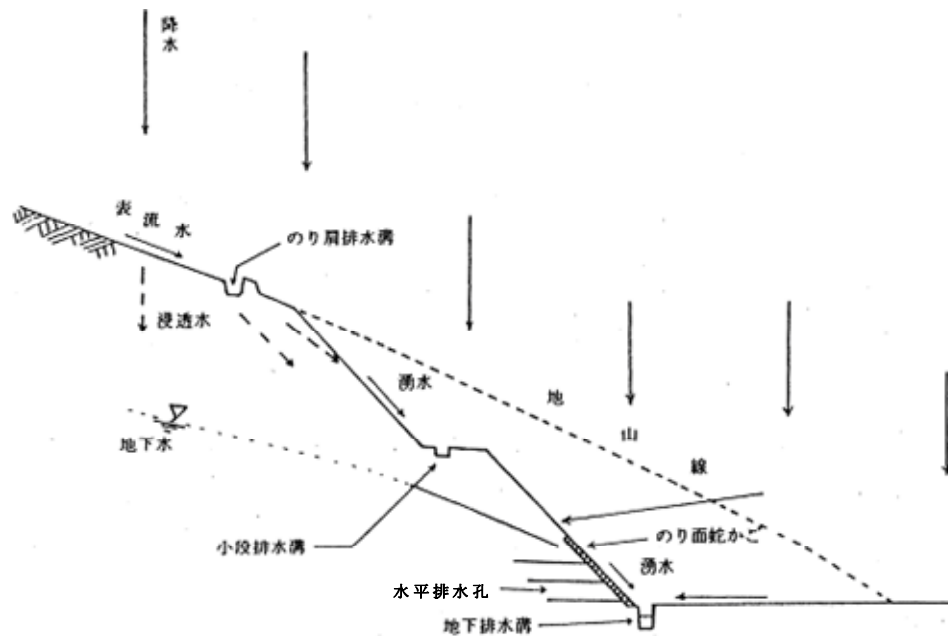 降水
表流水
のり肩排水溝
浸透水
湧水
地山線
地下水
小段排水溝
のり面蛇かご
湧水
水平排水孔
地下排水溝